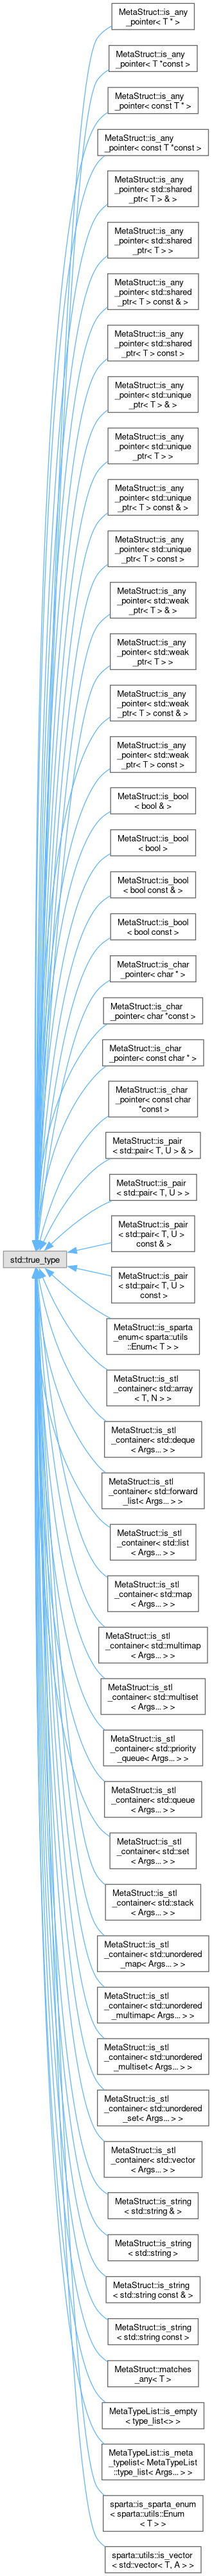 MetaStruct::is_any
_pointer< T * >
MetaStruct::is_any
_pointer< T *const >
MetaStruct::is_any
_pointer< const T * >
MetaStruct::is_any
_pointer< const T *const >
MetaStruct::is_any
_pointer< std::shared
_ptr< T > & >
MetaStruct::is_any
_pointer< std::shared
_ptr< T > >
MetaStruct::is_any
_pointer< std::shared
_ptr< T > const & >
MetaStruct::is_any
_pointer< std::shared
_ptr< T > const >
MetaStruct::is_any
_pointer< std::unique
_ptr< T > & >
MetaStruct::is_any
_pointer< std::unique
_ptr< T > >
MetaStruct::is_any
_pointer< std::unique
_ptr< T > const & >
MetaStruct::is_any
_pointer< std::unique
_ptr< T > const >
MetaStruct::is_any
_pointer< std::weak
_ptr< T > & >
MetaStruct::is_any
_pointer< std::weak
_ptr< T > >
MetaStruct::is_any
_pointer< std::weak
_ptr< T > const & >
MetaStruct::is_any
_pointer< std::weak
_ptr< T > const >
MetaStruct::is_bool
< bool & >
MetaStruct::is_bool
< bool >
MetaStruct::is_bool
< bool const & >
MetaStruct::is_bool
< bool const >
MetaStruct::is_char
_pointer< char * >
MetaStruct::is_char
_pointer< char *const >
MetaStruct::is_char
_pointer< const char * >
MetaStruct::is_char
_pointer< const char
*const >
MetaStruct::is_pair
< std::pair< T, U > & >
MetaStruct::is_pair
< std::pair< T, U > >
MetaStruct::is_pair
< std::pair< T, U >
const & >
std::true_type
MetaStruct::is_pair
< std::pair< T, U >
const >
MetaStruct::is_sparta
_enum< sparta::utils
::Enum< T > >
MetaStruct::is_stl
_container< std::array
< T, N > >
MetaStruct::is_stl
_container< std::deque
< Args... > >
MetaStruct::is_stl
_container< std::forward
_list< Args... > >
MetaStruct::is_stl
_container< std::list
< Args... > >
MetaStruct::is_stl
_container< std::map
< Args... > >
MetaStruct::is_stl
_container< std::multimap
< Args... > >
MetaStruct::is_stl
_container< std::multiset
< Args... > >
MetaStruct::is_stl
_container< std::priority
_queue< Args... > >
MetaStruct::is_stl
_container< std::queue
< Args... > >
MetaStruct::is_stl
_container< std::set
< Args... > >
MetaStruct::is_stl
_container< std::stack
< Args... > >
MetaStruct::is_stl
_container< std::unordered
_map< Args... > >
MetaStruct::is_stl
_container< std::unordered
_multimap< Args... > >
MetaStruct::is_stl
_container< std::unordered
_multiset< Args... > >
MetaStruct::is_stl
_container< std::unordered
_set< Args... > >
MetaStruct::is_stl
_container< std::vector
< Args... > >
MetaStruct::is_string
< std::string & >
MetaStruct::is_string
< std::string >
MetaStruct::is_string
< std::string const & >
MetaStruct::is_string
< std::string const >
MetaStruct::matches
_any< T >
MetaTypeList::is_empty
< type_list<> >
MetaTypeList::is_meta
_typelist< MetaTypeList
::type_list< Args... > >
sparta::is_sparta_enum
< sparta::utils::Enum
< T > >
sparta::utils::is_vector
< std::vector< T, A > >